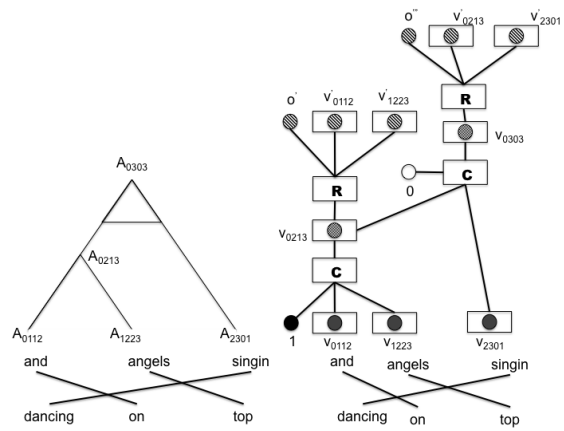 o''' v'0213 v'2301
R
o' v'0112 v'1223
v0303
A0303
R
C
0
v0213
A0213
C
A0112 A1223 A2301
1 v0112 v1223 v2301
and angels singin
dancing on top
and angels singin
dancing on top